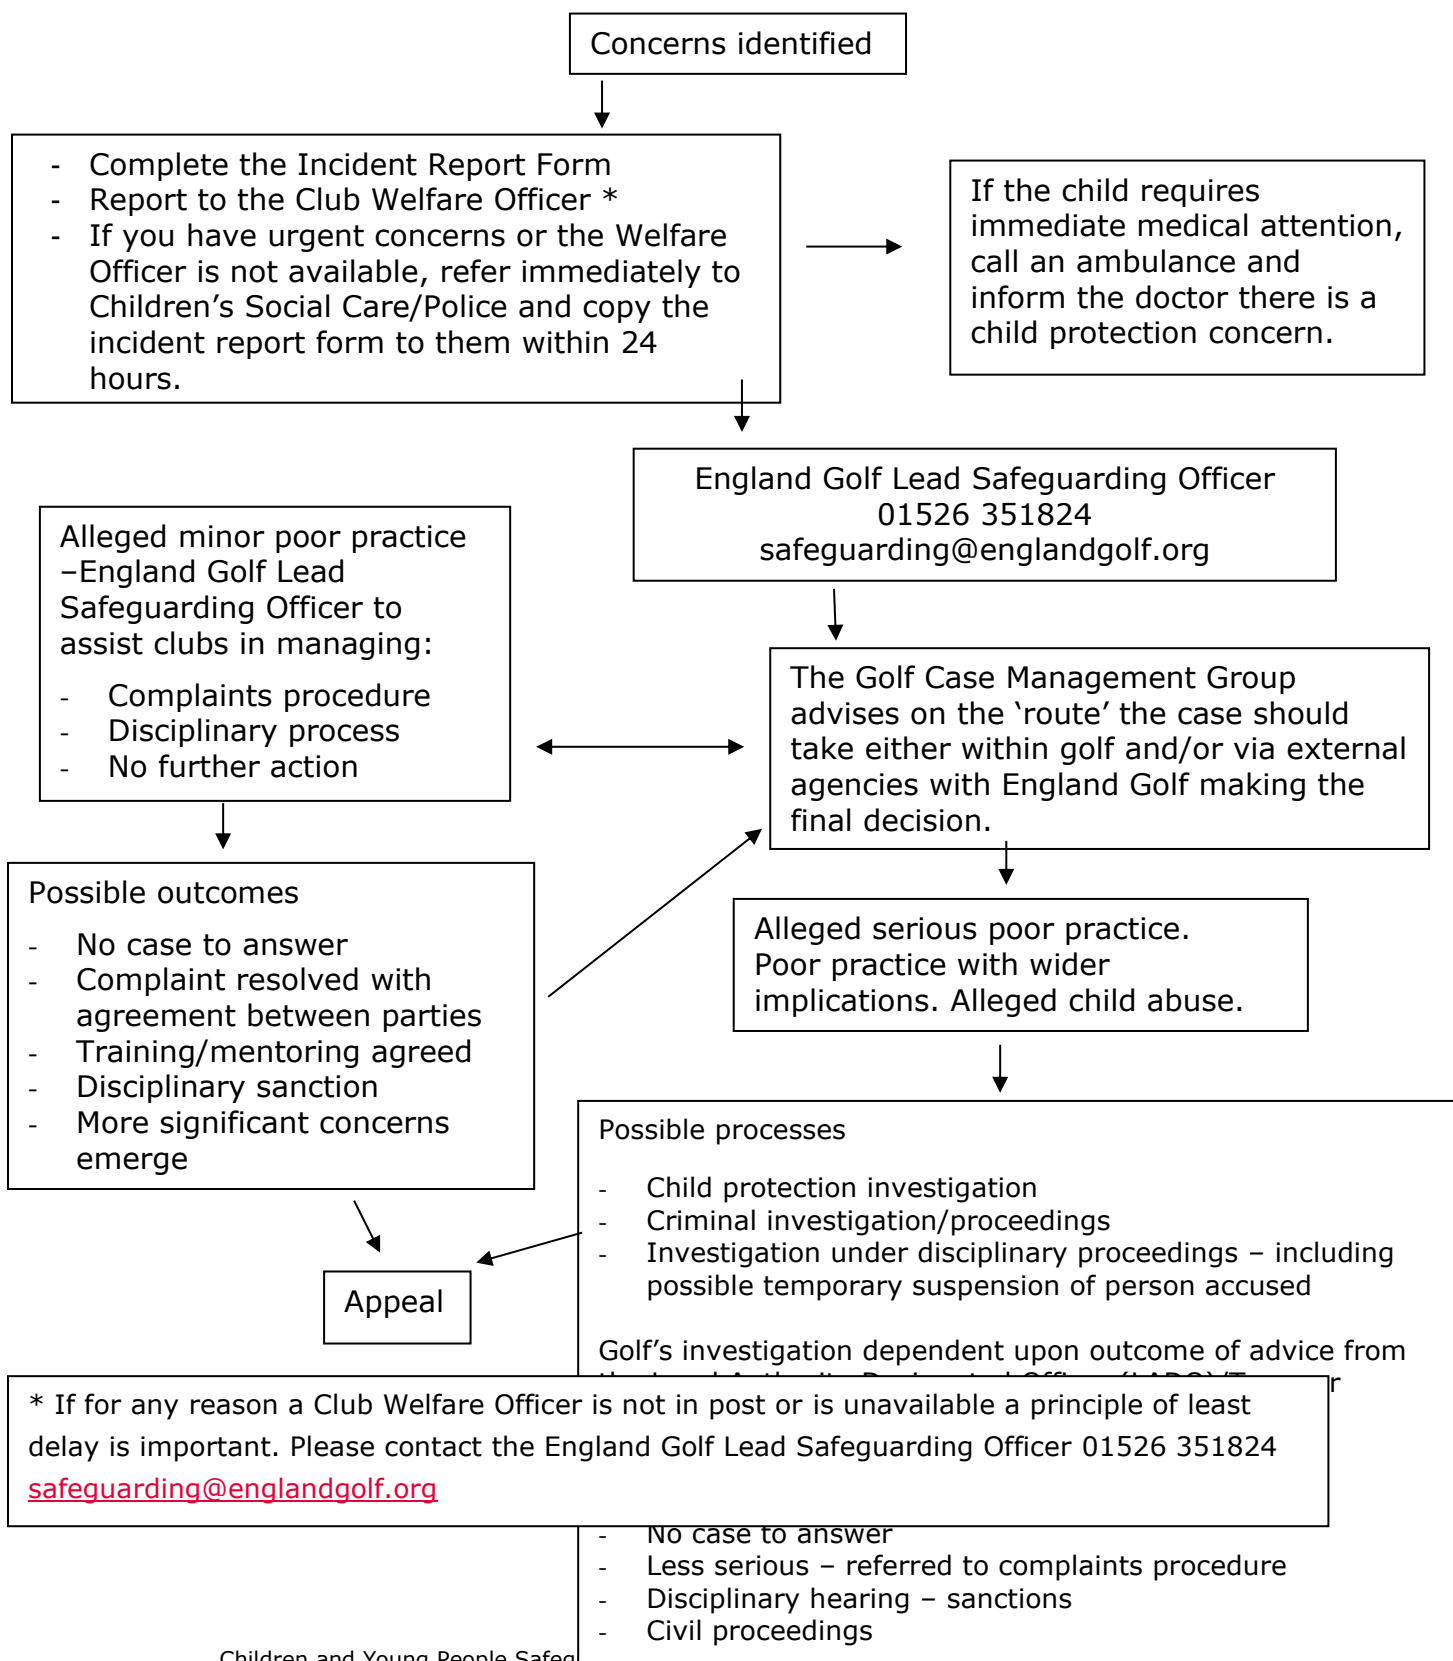 Concerns identified
- Complete the Incident Report Form
- Report to the Club Welfare Officer *
- If you have urgent concerns or the Welfare
Officer is not available, refer immediately to
Children’s Social Care/Police and copy the
incident report form to them within 24
hours.
If the child requires
immediate medical attention,
call an ambulance and
inform the doctor there is a
child protection concern.
England Golf Lead Safeguarding Officer
01526 351824
safeguarding@englandgolf.org
Alleged minor poor practice
–England Golf Lead
Safeguarding Officer to
assist clubs in managing:
- Complaints procedure
- Disciplinary process
- No further action
The Golf Case Management Group
advises on the ‘route’ the case should
take either within golf and/or via external
agencies with England Golf making the
final decision.
Possible outcomes
- No case to answer
- Complaint resolved with
agreement between parties
- Training/mentoring agreed
- Disciplinary sanction
- More significant concerns
emerge
Alleged serious poor practice.
Poor practice with wider
implications. Alleged child abuse.
Possible processes
- Child protection investigation
- Criminal investigation/proceedings
- Investigation under disciplinary proceedings – including
possible temporary suspension of person accused
Appeal
Golf’s investigation dependent upon outcome of advice from
* If for any reason a Club Welfare Officer is not in post or is unavailable a principle of least
delay is important. Please contact the England Golf Lead Safeguarding Officer 01526 351824
safeguarding@englandgolf.org
- No case to answer
- Less serious – referred to complaints procedure
- Disciplinary hearing – sanctions
- Civil proceedings
Children and Young People Safeg